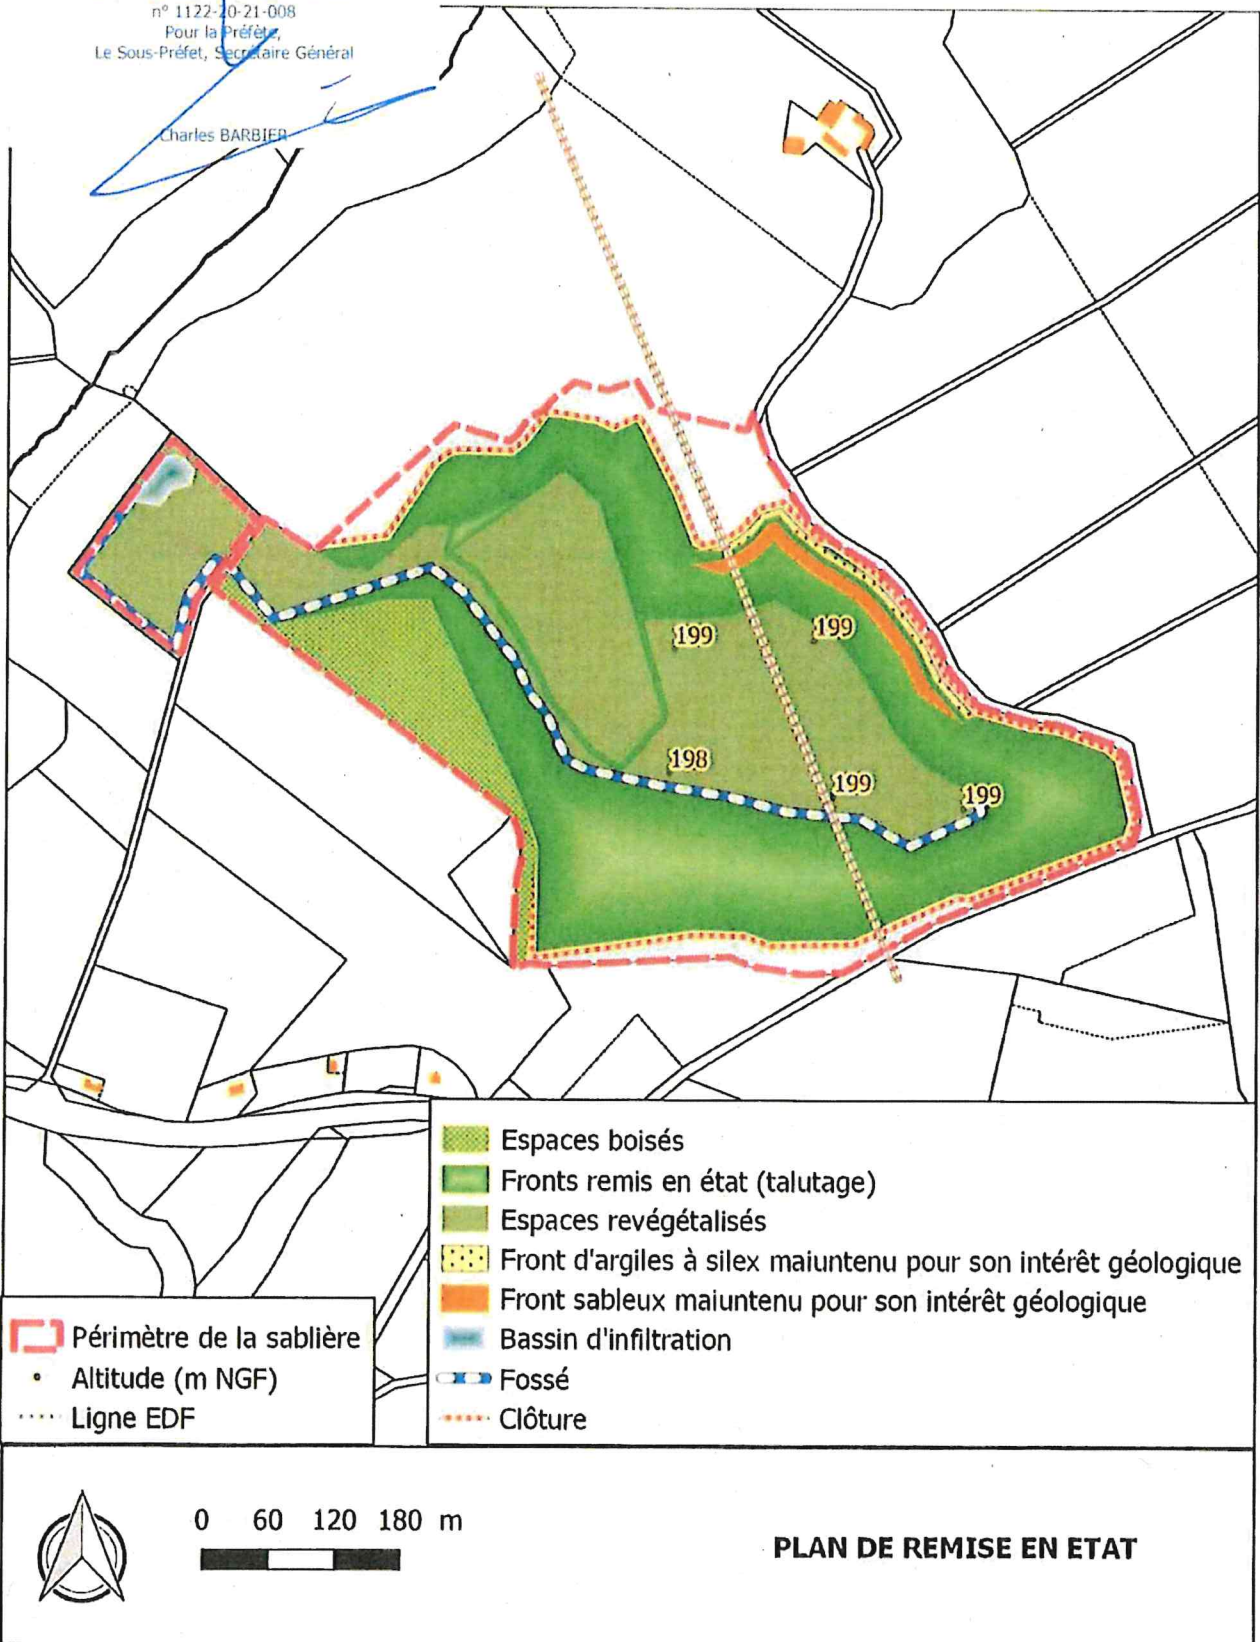 n° 1122-20-21-008
Pour la Préfète,
Le Sous-Préfet, Secrétaire Général
Charles BARBIER
199
199
198
199
199
Espaces boisés
Fronts remis en état (talutage)
Espaces revégétalisés
Front d'argiles à silex maiuntenu pour son intérêt géologique
Front sableux maiuntenu pour son intérêt géologique
Bassin d'infiltration
Fossé
Clôture
Périmètre de la sablière
Altitude (m NGF)
Ligne EDF
0 60 120 180 m
PLAN DE REMISE EN ETAT